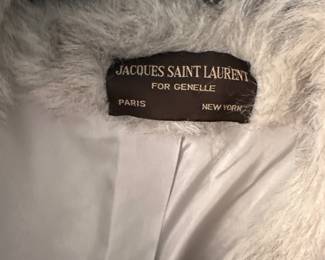 JACQUES SAINT LAURENT
FOR GENELLE
PARIS NEW YORK